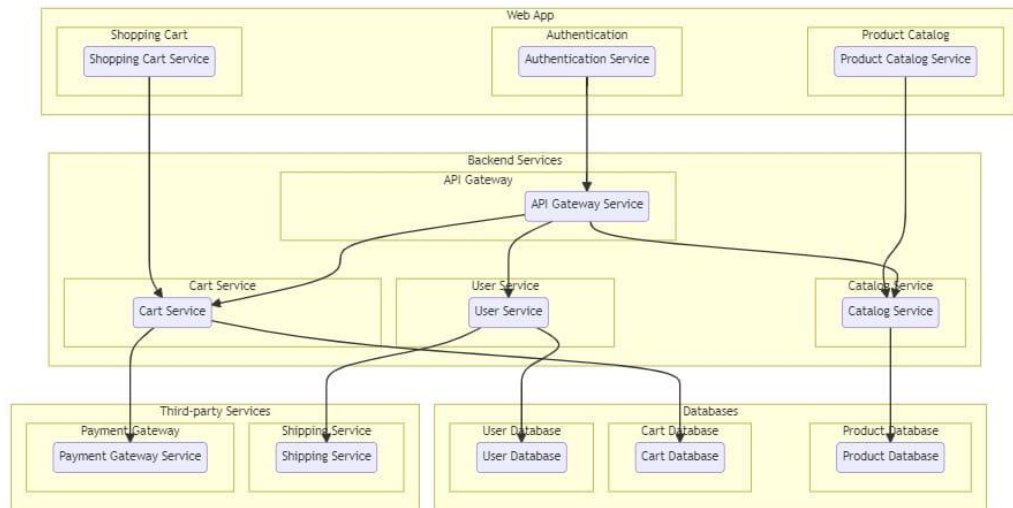 Web App
Shopping Cart
Authentication
Product Catalog
Shopping Cart Service
Authentication Service
Product Catalog Service
Backend Services
API Gateway
API Gateway Service
Cart Service
User Service
Catalog Service
Cart Service
User Service
Catalog Service
Third-party Services
Databases
Payment Gateway
Shipping Service
User Database
Cart Database
Product Database
Payment Gateway Service
Shipping Service
User Database
Cart Database
Product Database